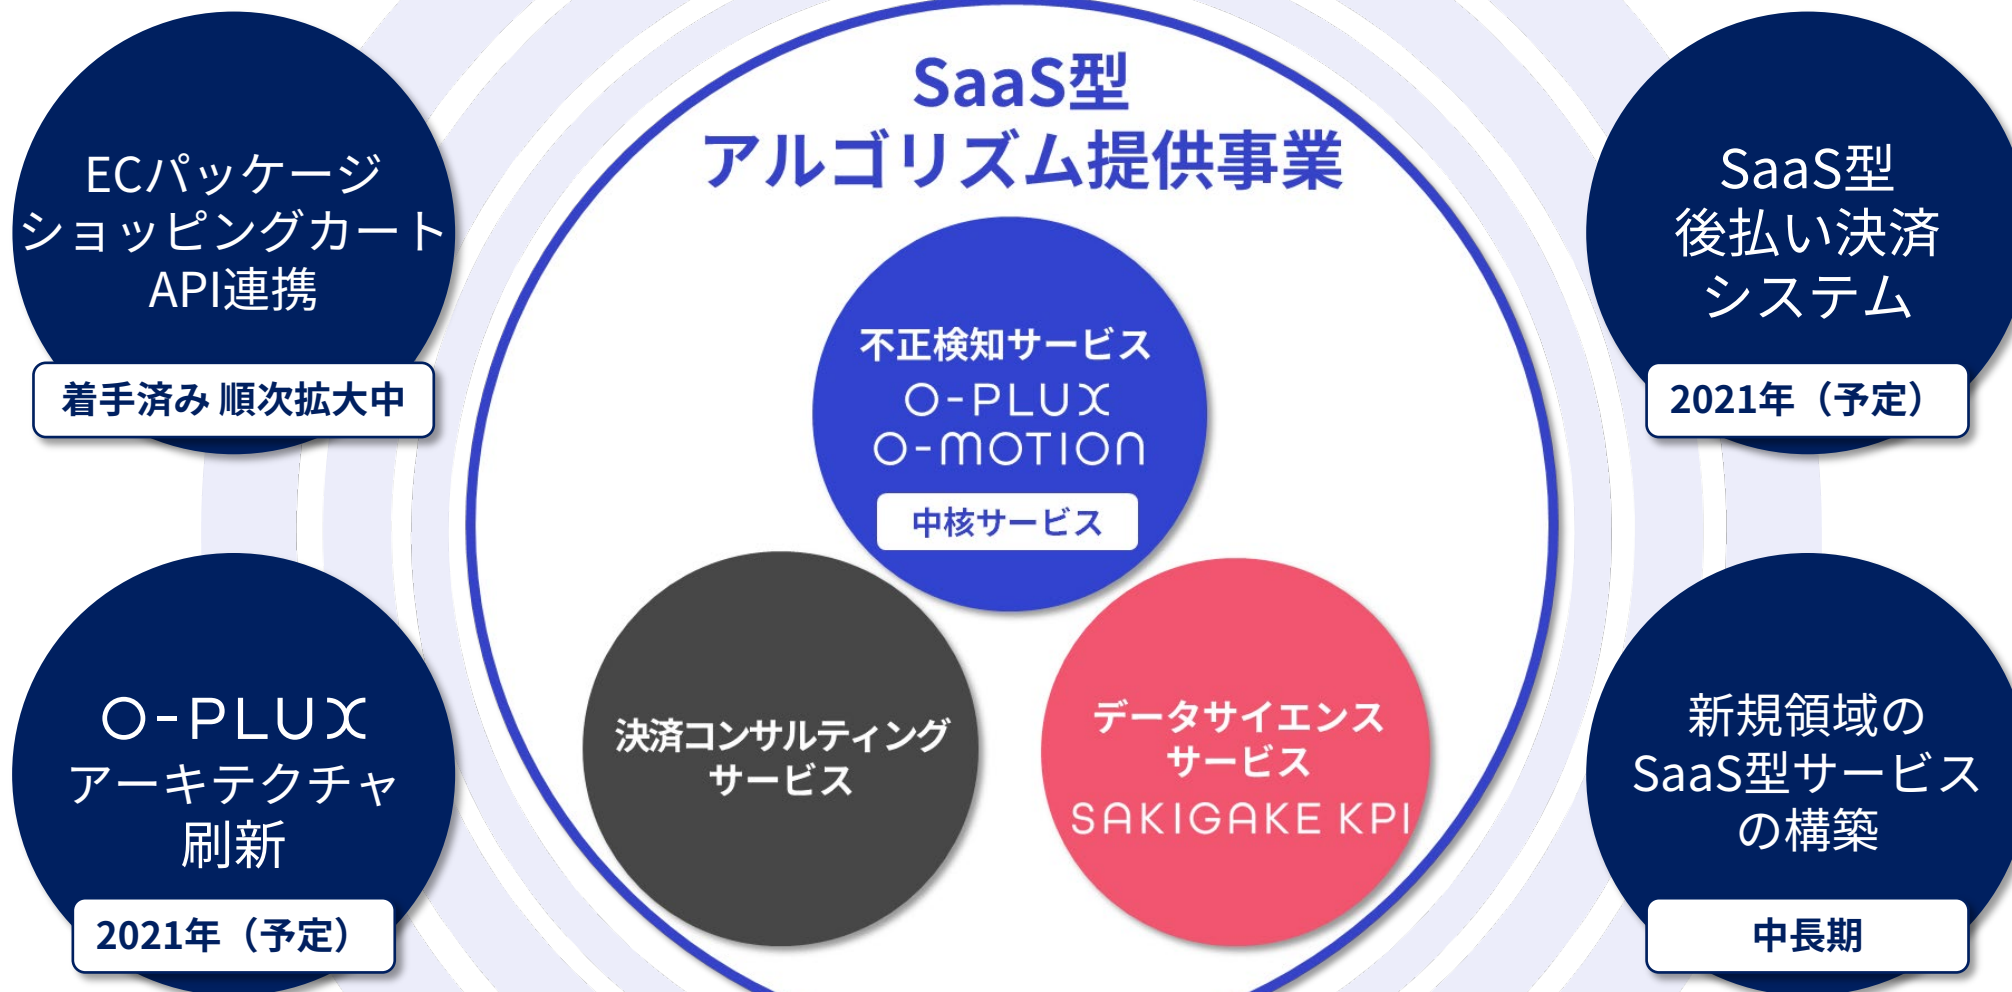 SaaS型
アルゴリズム提供事業
ECパッケージ
ショッピングカート
API連携
着手済み 順次拡大中
SaaS型
後払い決済
システム
2021年（予定）
不正検知サービス
O-PLUX
O-MOTION
中核サービス
決済コンサルティング
サービス
データサイエンス
サービス
SAKIGAKE KPI
O-PLUX
アーキテクチャ
刷新
2021年（予定）
新規領域の
SaaS型サービス
の構築
中長期